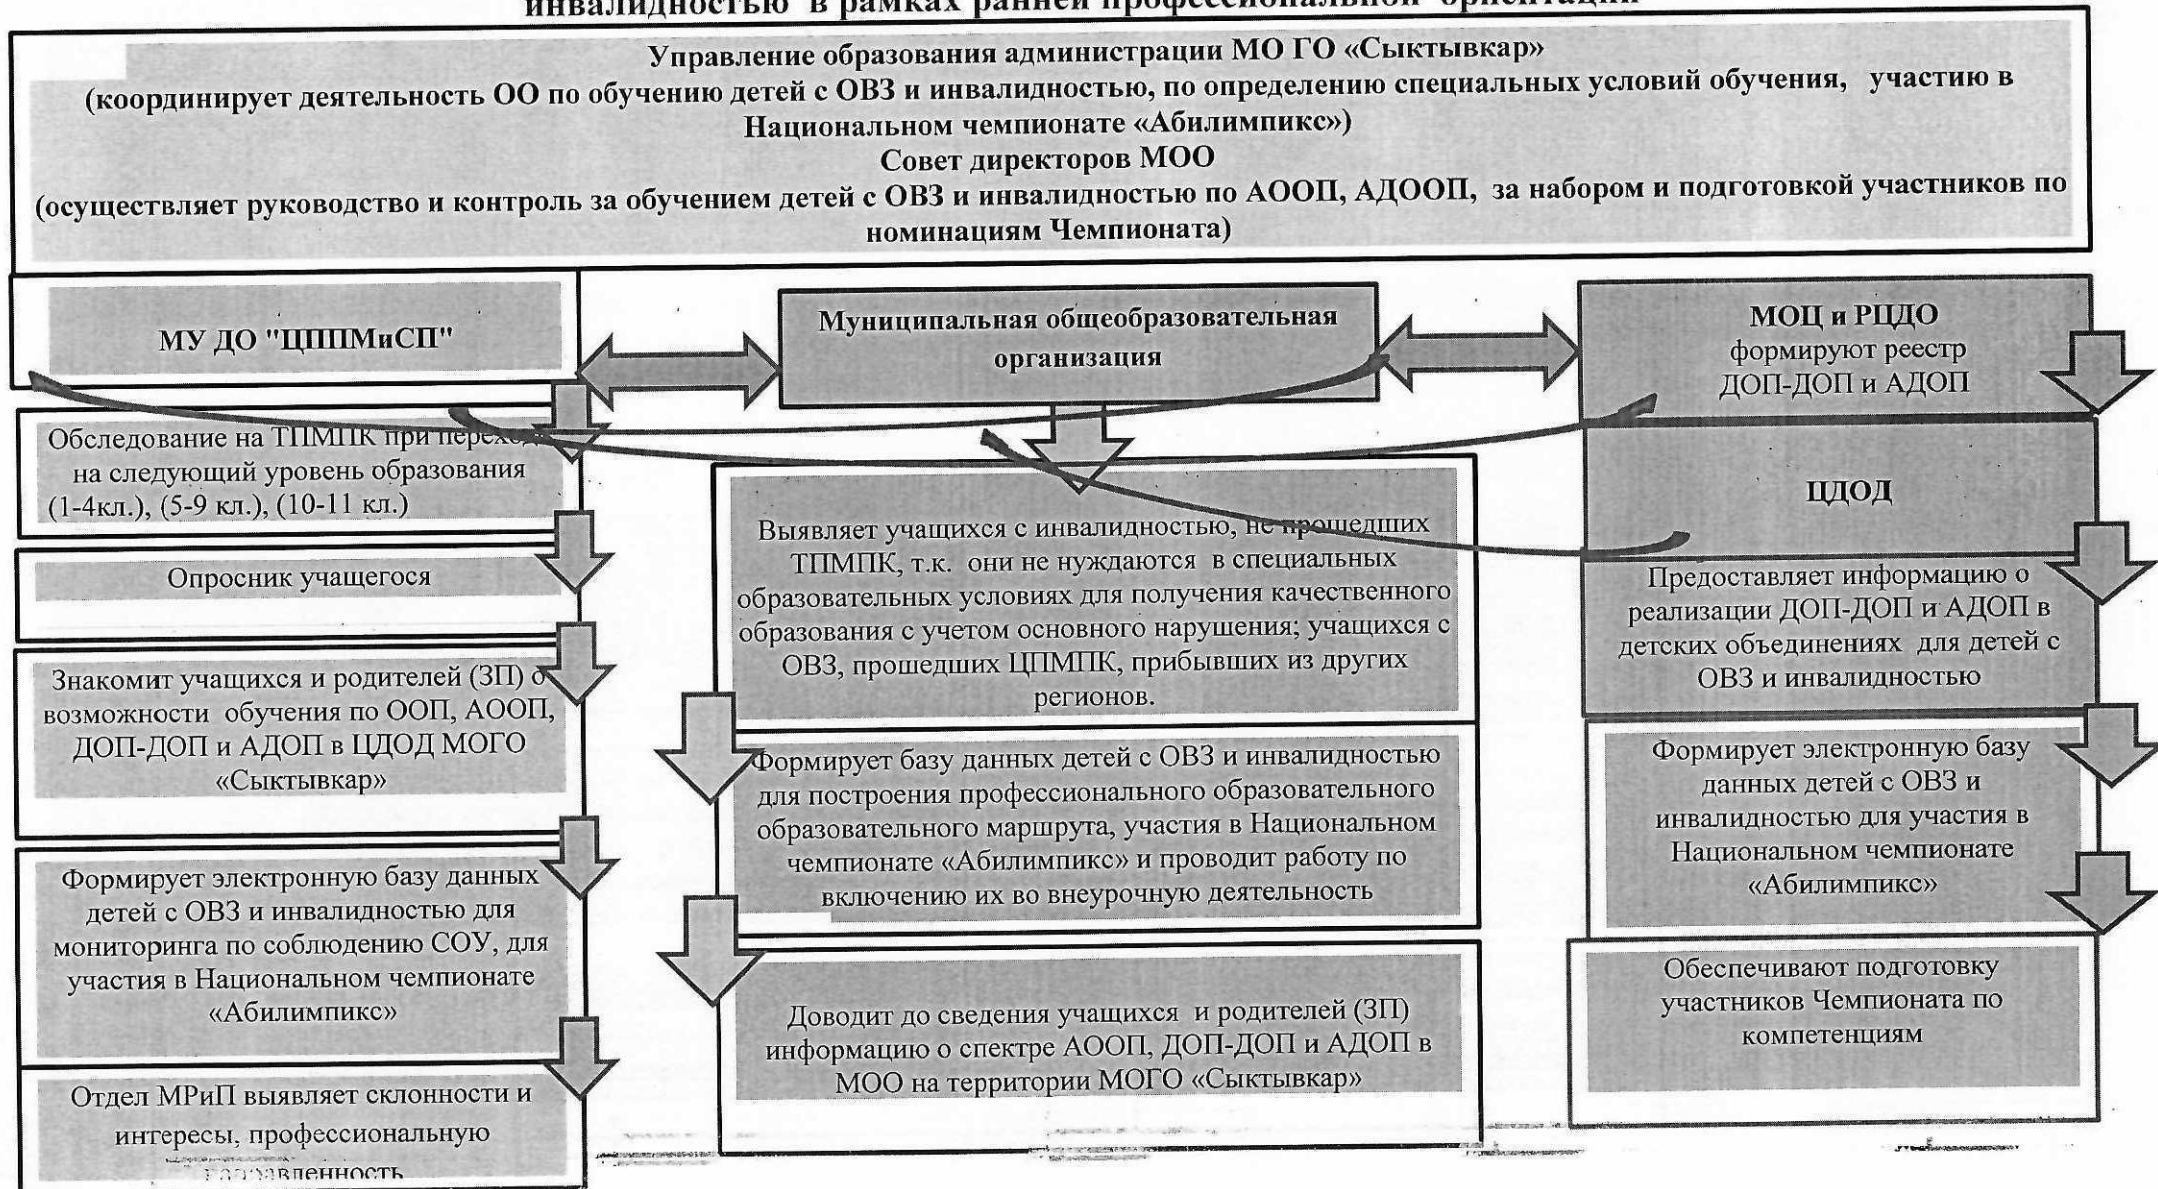 инвалидностью в рамках ранней профессиональной ориентации
Управление образования администрации МО ГО «Сыктывкар»
(координирует деятельность ОО по обучению детей с ОВЗ и инвалидностью, по определению специальных условий обучения, участию в
Национальном чемпионате «Абилимпикс»)
Совет директоров МОО
(осуществляет руководство и контроль за обучением детей с ОВЗ и инвалидностью по АООП, АДООП, за набором и подготовкой участников по
номинациям Чемпионата)
МУ ДО "ЦППМиСП"
Обследование на ТПМПК при переход
на следующий уровень образования
(1-4кл.), (5-9 кл.), (10-11 кл.)
Опросник учащегося
Знакомит учащихся и родителей (ЗП) о
возможности обучения по ООП, АООП,
ДОП-ДОП и АДОП в ЦДОД МОГО
«Сыктывкар»
Формирует электронную базу данных
детей с ОВЗ и инвалидностью для
мониторинга по соблюдению СОУ, для
участия в Национальном чемпионате
«Абилимпикс»
Отдел МРиП выявляет склонности и
интересы, профессиональную
направленность
Муниципальная общеобразовательная
организация
Выявляет учащихся с инвалидностью, не прошедших
ТПМПК, т.к. они не нуждаются в специальных
образовательных условиях для получения качественного
образования с учетом основного нарушения; учащихся с
ОВЗ, прошедших ЦПМПК, прибывших из других
регионов.
Формирует базу данных детей с ОВЗ и инвалидностью
для построения профессионального образовательного
образовательного маршрута, участия в Национальном
чемпионате «Абилимпикс» и проводит работу по
включению их во внеурочную деятельность
Доводит до сведения учащихся и родителей (ЗП)
информацию о спектре АООП, ДОП-ДОП и АДОП в
МОО на территории МОГО «Сыктывкар»
МОЦ и РЦДО
формируют реестр
ДОП-ДОП и АДОП
ЦДОД
Предоставляет информацию о
реализации ДОП-ДОП и АДОП в
детских объединениях для детей с
ОВЗ и инвалидностью
Формирует электронную базу
данных детей с ОВЗ и
инвалидностью для участия в
Национальном чемпионате
«Абилимпикс»
Обеспечивают подготовку
участников Чемпионата по
компетенциям